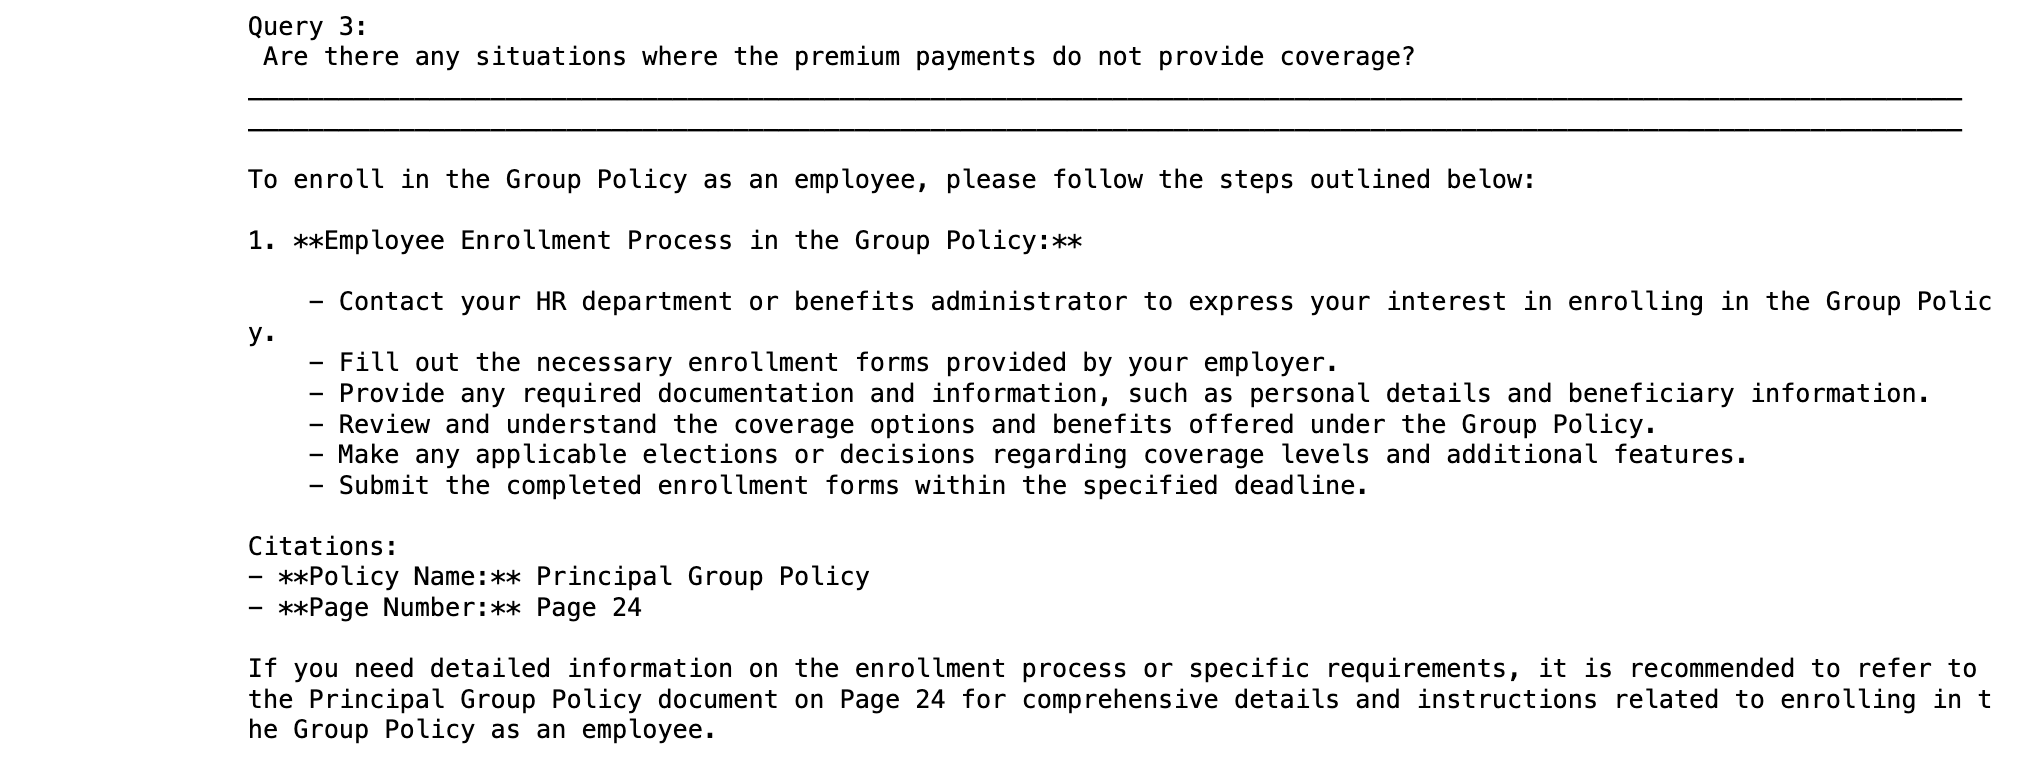 Query 3:
Are there any situations where the premium payments do not provide coverage?
To enroll in the Group Policy as an employee, please follow the steps outlined below:
1. **Employee Enrollment Process in the Group Policy:**
– Contact your HR department or benefits administrator to express your interest in enrolling in the Group Polic
y.
– Fill out the necessary enrollment forms provided by your employer.
– Provide any required documentation and information, such as personal details and beneficiary information.
– Review and understand the coverage options and benefits offered under the Group Policy.
– Make any applicable elections or decisions regarding coverage levels and additional features.
– Submit the completed enrollment forms within the specified deadline.
Citations:
– **Policy Name:** Principal Group Policy
– **Page Number:** Page 24
If you need detailed information on the enrollment process or specific requirements, it is recommended to refer to
the Principal Group Policy document on Page 24 for comprehensive details and instructions related to enrolling in t
he Group Policy as an employee.